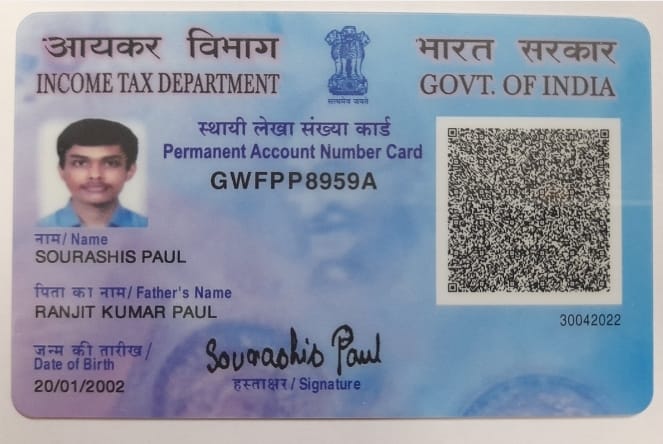 आयकर विभाग
INCOME TAX DEPARTMENT
सत्यमेव जयते
भारत सरकार
GOVT. OF INDIA
स्थायी लेखा संख्या कार्ड
Permanent Account Number Card
GWFPP8959A
नाम/ Name
SOURASHIS PAUL
पिता का नाम/ Father's Name
RANJIT KUMAR PAUL
जन्म की तारीख/
Date of Birth
20/01/2002
Sourashis Paul
हस्ताक्षर/ Signature
30042022